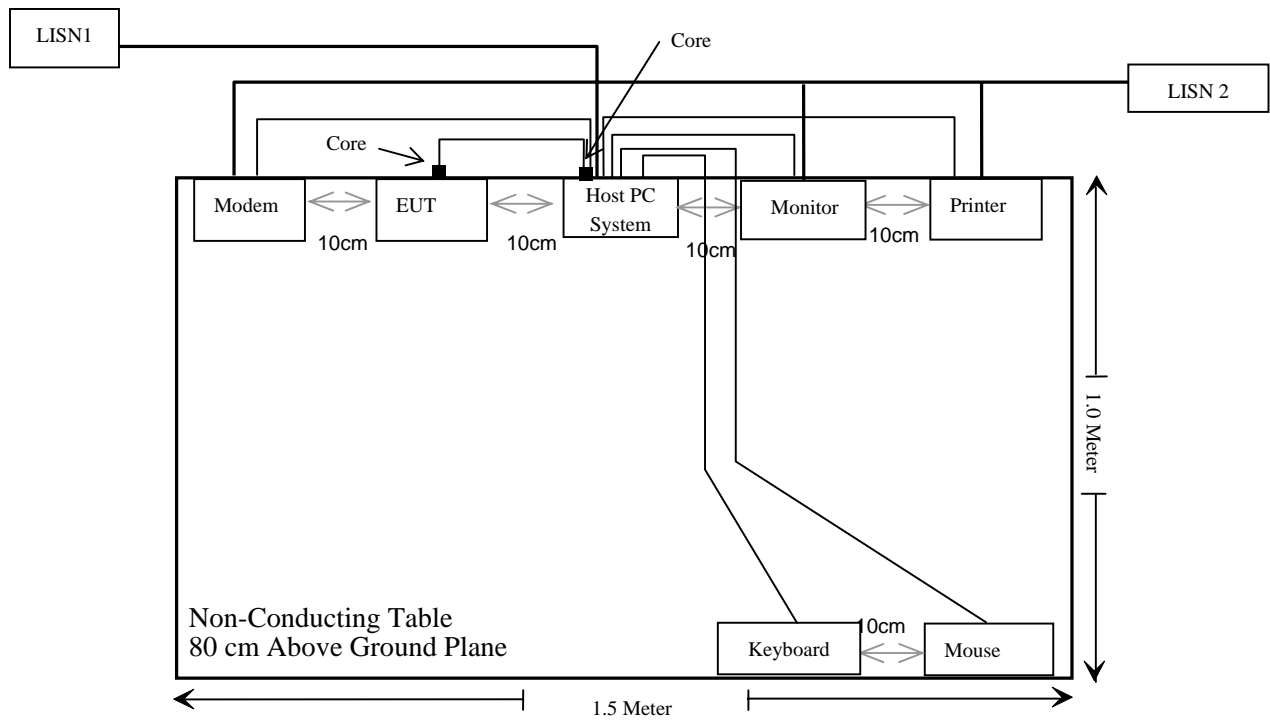 LISN1
Core
LISN 2
Core
Modem
EUT
Host PC
System
Monitor
Printer
10cm
10cm
10cm
10cm
1.0 Meter
Non-Conducting Table
80 cm Above Ground Plane
10cm
Keyboard
Mouse
1.5 Meter